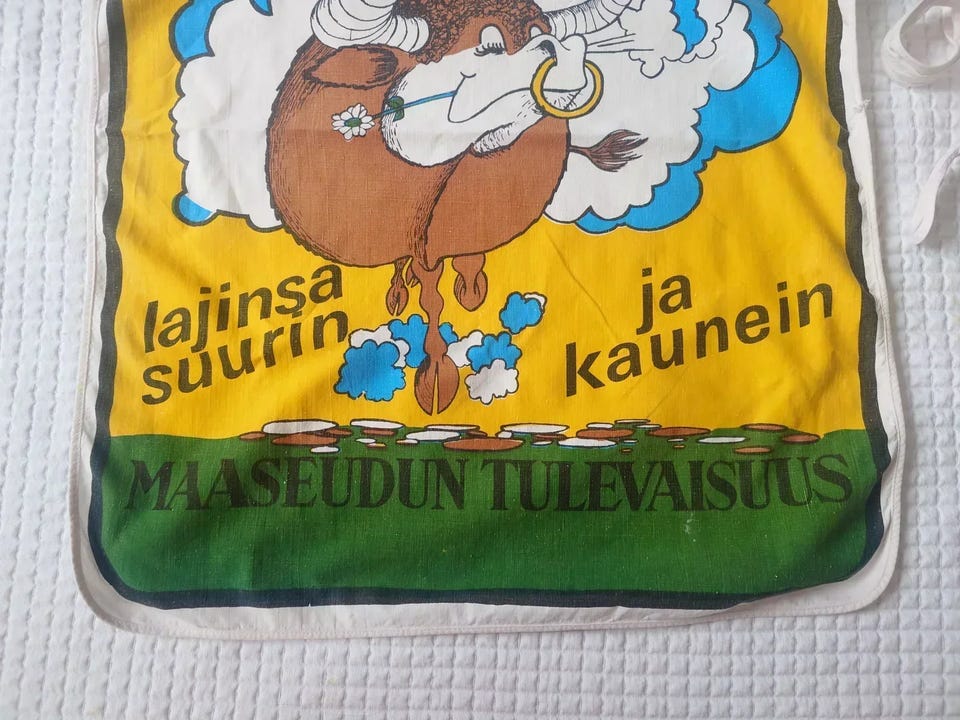 lajinsa
suurin
ja
kaunein
MAASEUDUN TULEVAISUUS